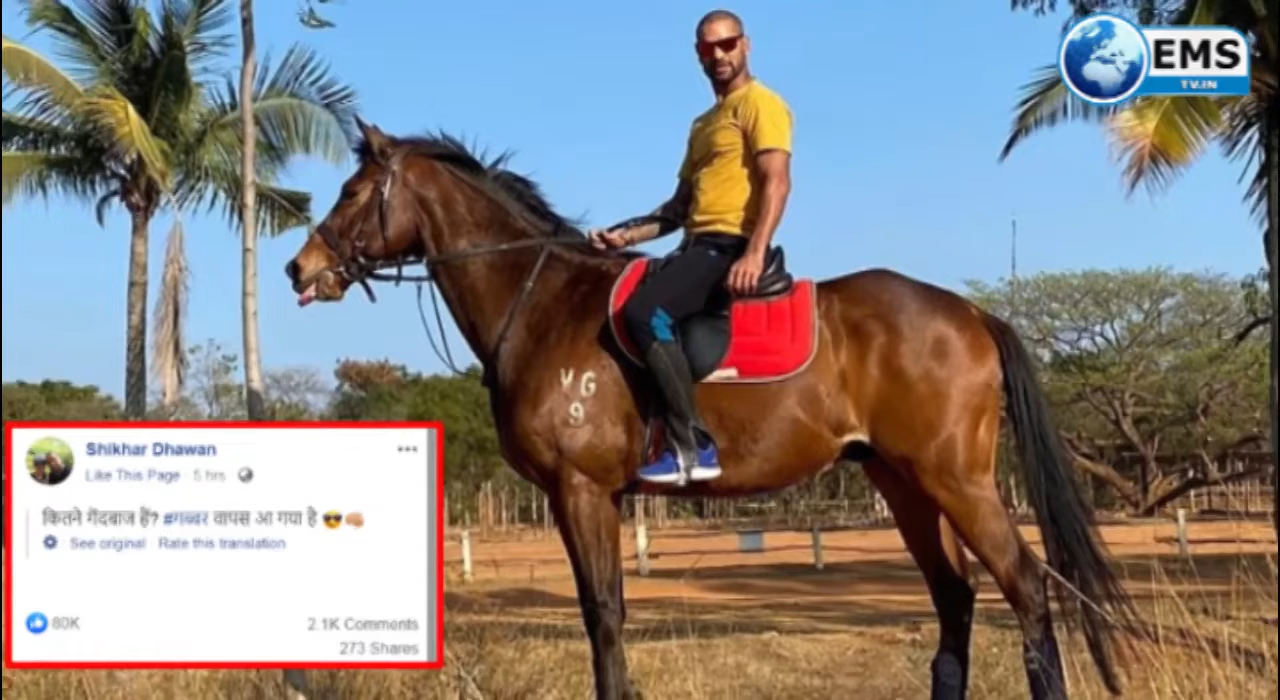 EMS
TV.IN
VG
9
Shikhar Dhawan
Like This Page · 5 hrs ·
कितने गेंदबाज हैं? #गब्बर वापस आ गया है 😎👊
See original · Rate this translation
80K
2.1K Comments
273 Shares